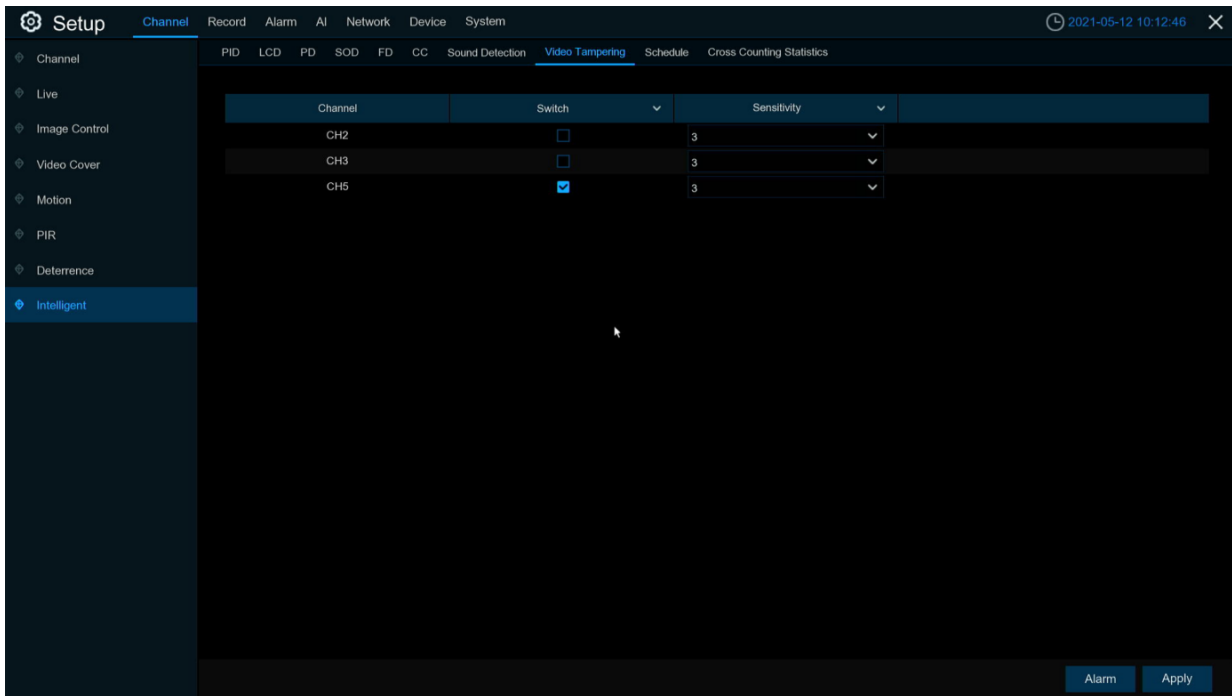 Setup Channel Record Alarm AI Network Device System 2021-05-12 10:12:46
PID LCD PD SOD FD CC Sound Detection Video Tampering Schedule Cross Counting Statistics
Channel
Live
Image Control
Video Cover
Motion
PIR
Deterrence
Intelligent
Channel Switch Sensitivity
CH2 3
CH3 3
CH5 3
Alarm Apply